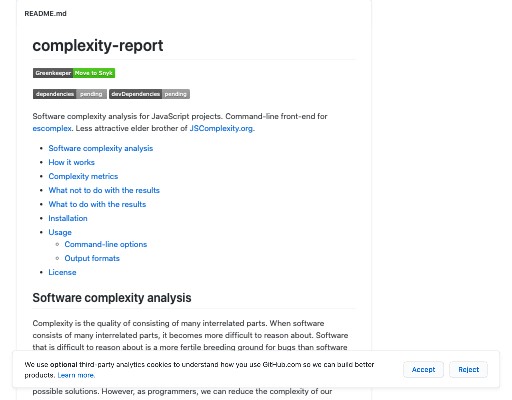 README.md
complexity-report
Greenkeeper Move to Snyk
dependencies pending devDependencies pending
Software complexity analysis for JavaScript projects. Command-line front-end for
escomplex. Less attractive elder brother of JSComplexity.org.
• Software complexity analysis
• How it works
• Complexity metrics
• What not to do with the results
• What to do with the results
• Installation
• Usage
○ Command-line options
○ Output formats
• License
Software complexity analysis
Complexity is the quality of consisting of many interrelated parts. When software
consists of many interrelated parts, it becomes more difficult to reason about. Software
that is difficult to reason about is a more fertile breeding ground for bugs than software
We use optional third-party analytics cookies to understand how you use GitHub.com so we can build better
products. Learn more.
Accept
Reject
possible solutions. However, as programmers, we can reduce the complexity of our